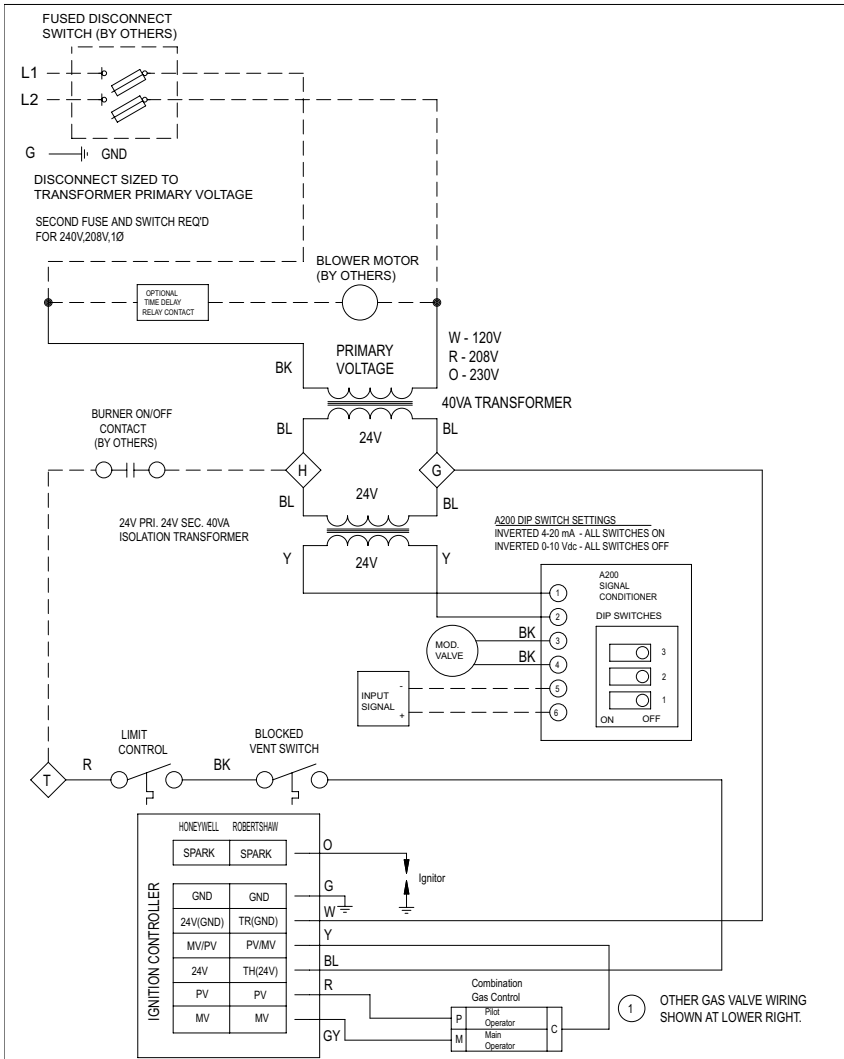 FUSED DISCONNECT
SWITCH (BY OTHERS)
L1
L2
G
GND
DISCONNECT SIZED TO
TRANSFORMER PRIMARY VOLTAGE
SECOND FUSE AND SWITCH REQ'D
FOR 240V,208V,1Ø
BLOWER MOTOR
(BY OTHERS)
OPTIONAL
TIME DELAY
RELAY CONTACT
W - 120V
R - 208V
O - 230V
PRIMARY
VOLTAGE
BK
40VA TRANSFORMER
BURNER ON/OFF
CONTACT
(BY OTHERS)
BL
24V
BL
H
G
BL
24V
BL
24V PRI. 24V SEC. 40VA
ISOLATION TRANSFORMER
Y
24V
Y
A200 DIP SWITCH SETTINGS
INVERTED 4-20 mA - ALL SWITCHES ON
INVERTED 0-10 Vdc - ALL SWITCHES OFF
A200
SIGNAL
CONDITIONER
DIP SWITCHES
1
2
3
4
5
6
3
2
1
ON OFF
MOD.
VALVE
BK
BK
INPUT
SIGNAL
-
+
LIMIT
CONTROL
BLOCKED
VENT SWITCH
T
R
BK
IGNITION CONTROLLER
HONEYWELL ROBERTSHAW
SPARK SPARK O
Ignitor
GND GND G
24V(GND) TR(GND) W
MV/PV PV/MV Y
24V TH(24V) BL
PV PV R
MV MV GY
Combination
Gas Control
P Pilot
Operator
M Main
Operator
C
1 OTHER GAS VALVE WIRING
SHOWN AT LOWER RIGHT.